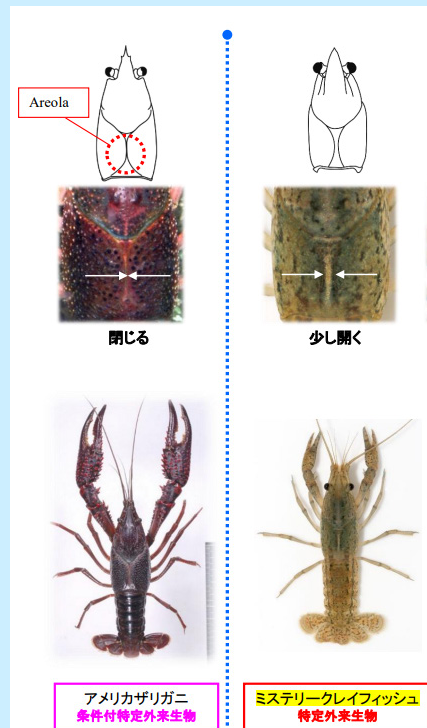 Areola
閉じる
少し開く
アメリカザリガニ
条件付特定外来生物
ミステリークレイフィッシュ
特定外来生物